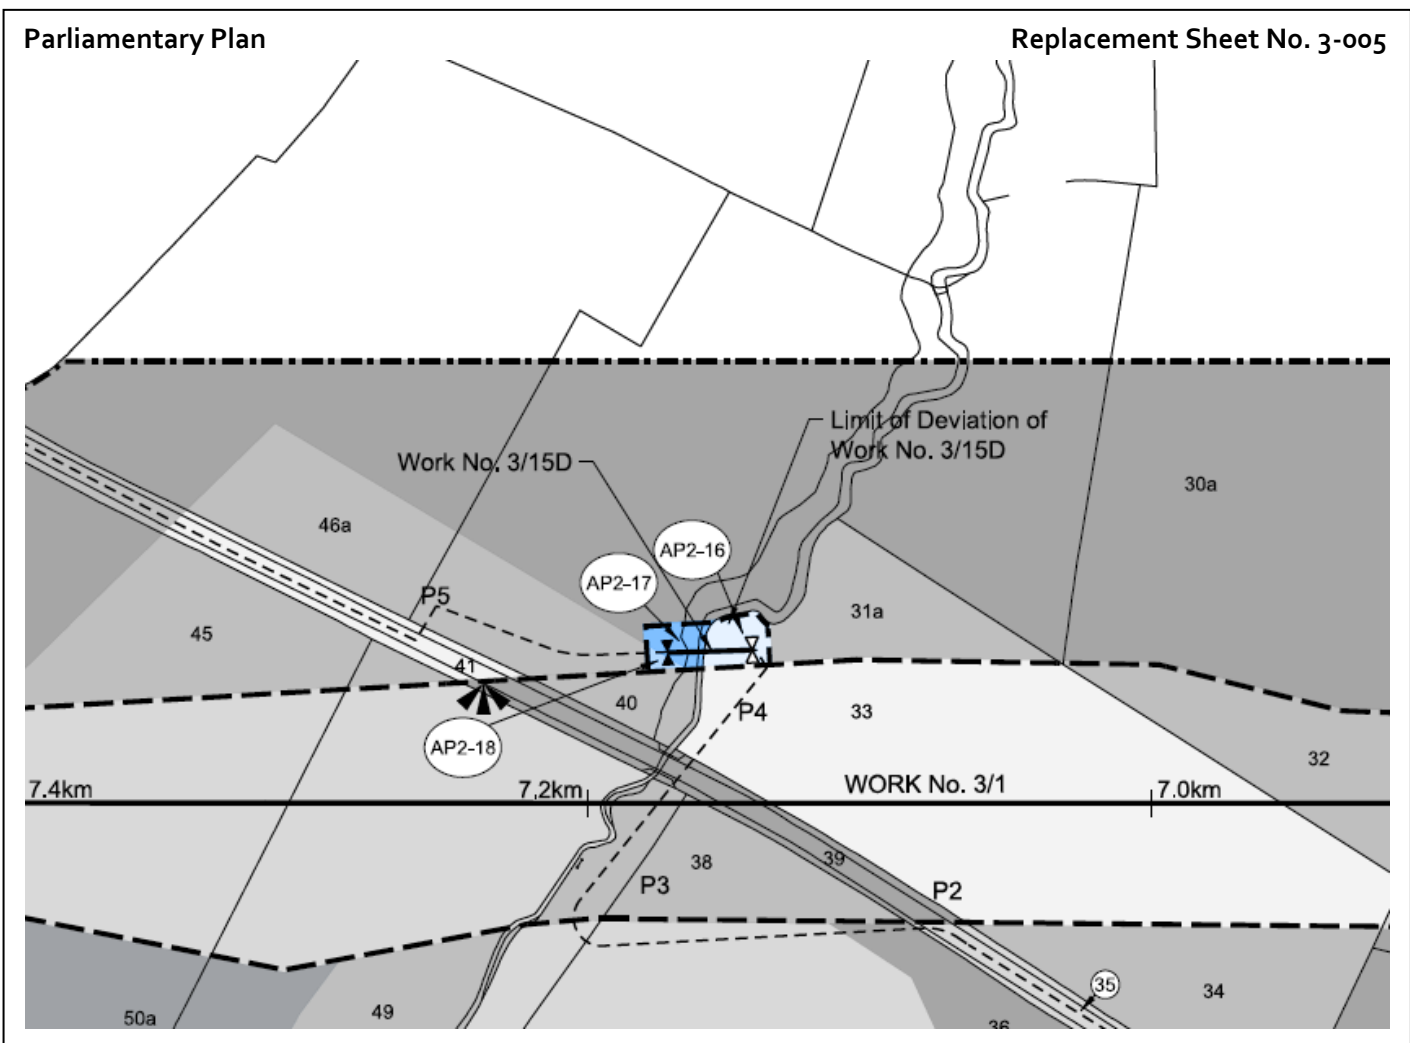 Parliamentary Plan
Replacement Sheet No. 3-005
Limit of Deviation of
Work No. 3/15D
Work No. 3/15D
30a
46a
AP2-16
AP2-17
P5
31a
45
41
40
P4
33
AP2-18
32
7.4km
7.2km
WORK No. 3/1
7.0km
38
39
P3
P2
35
34
49
50a
36